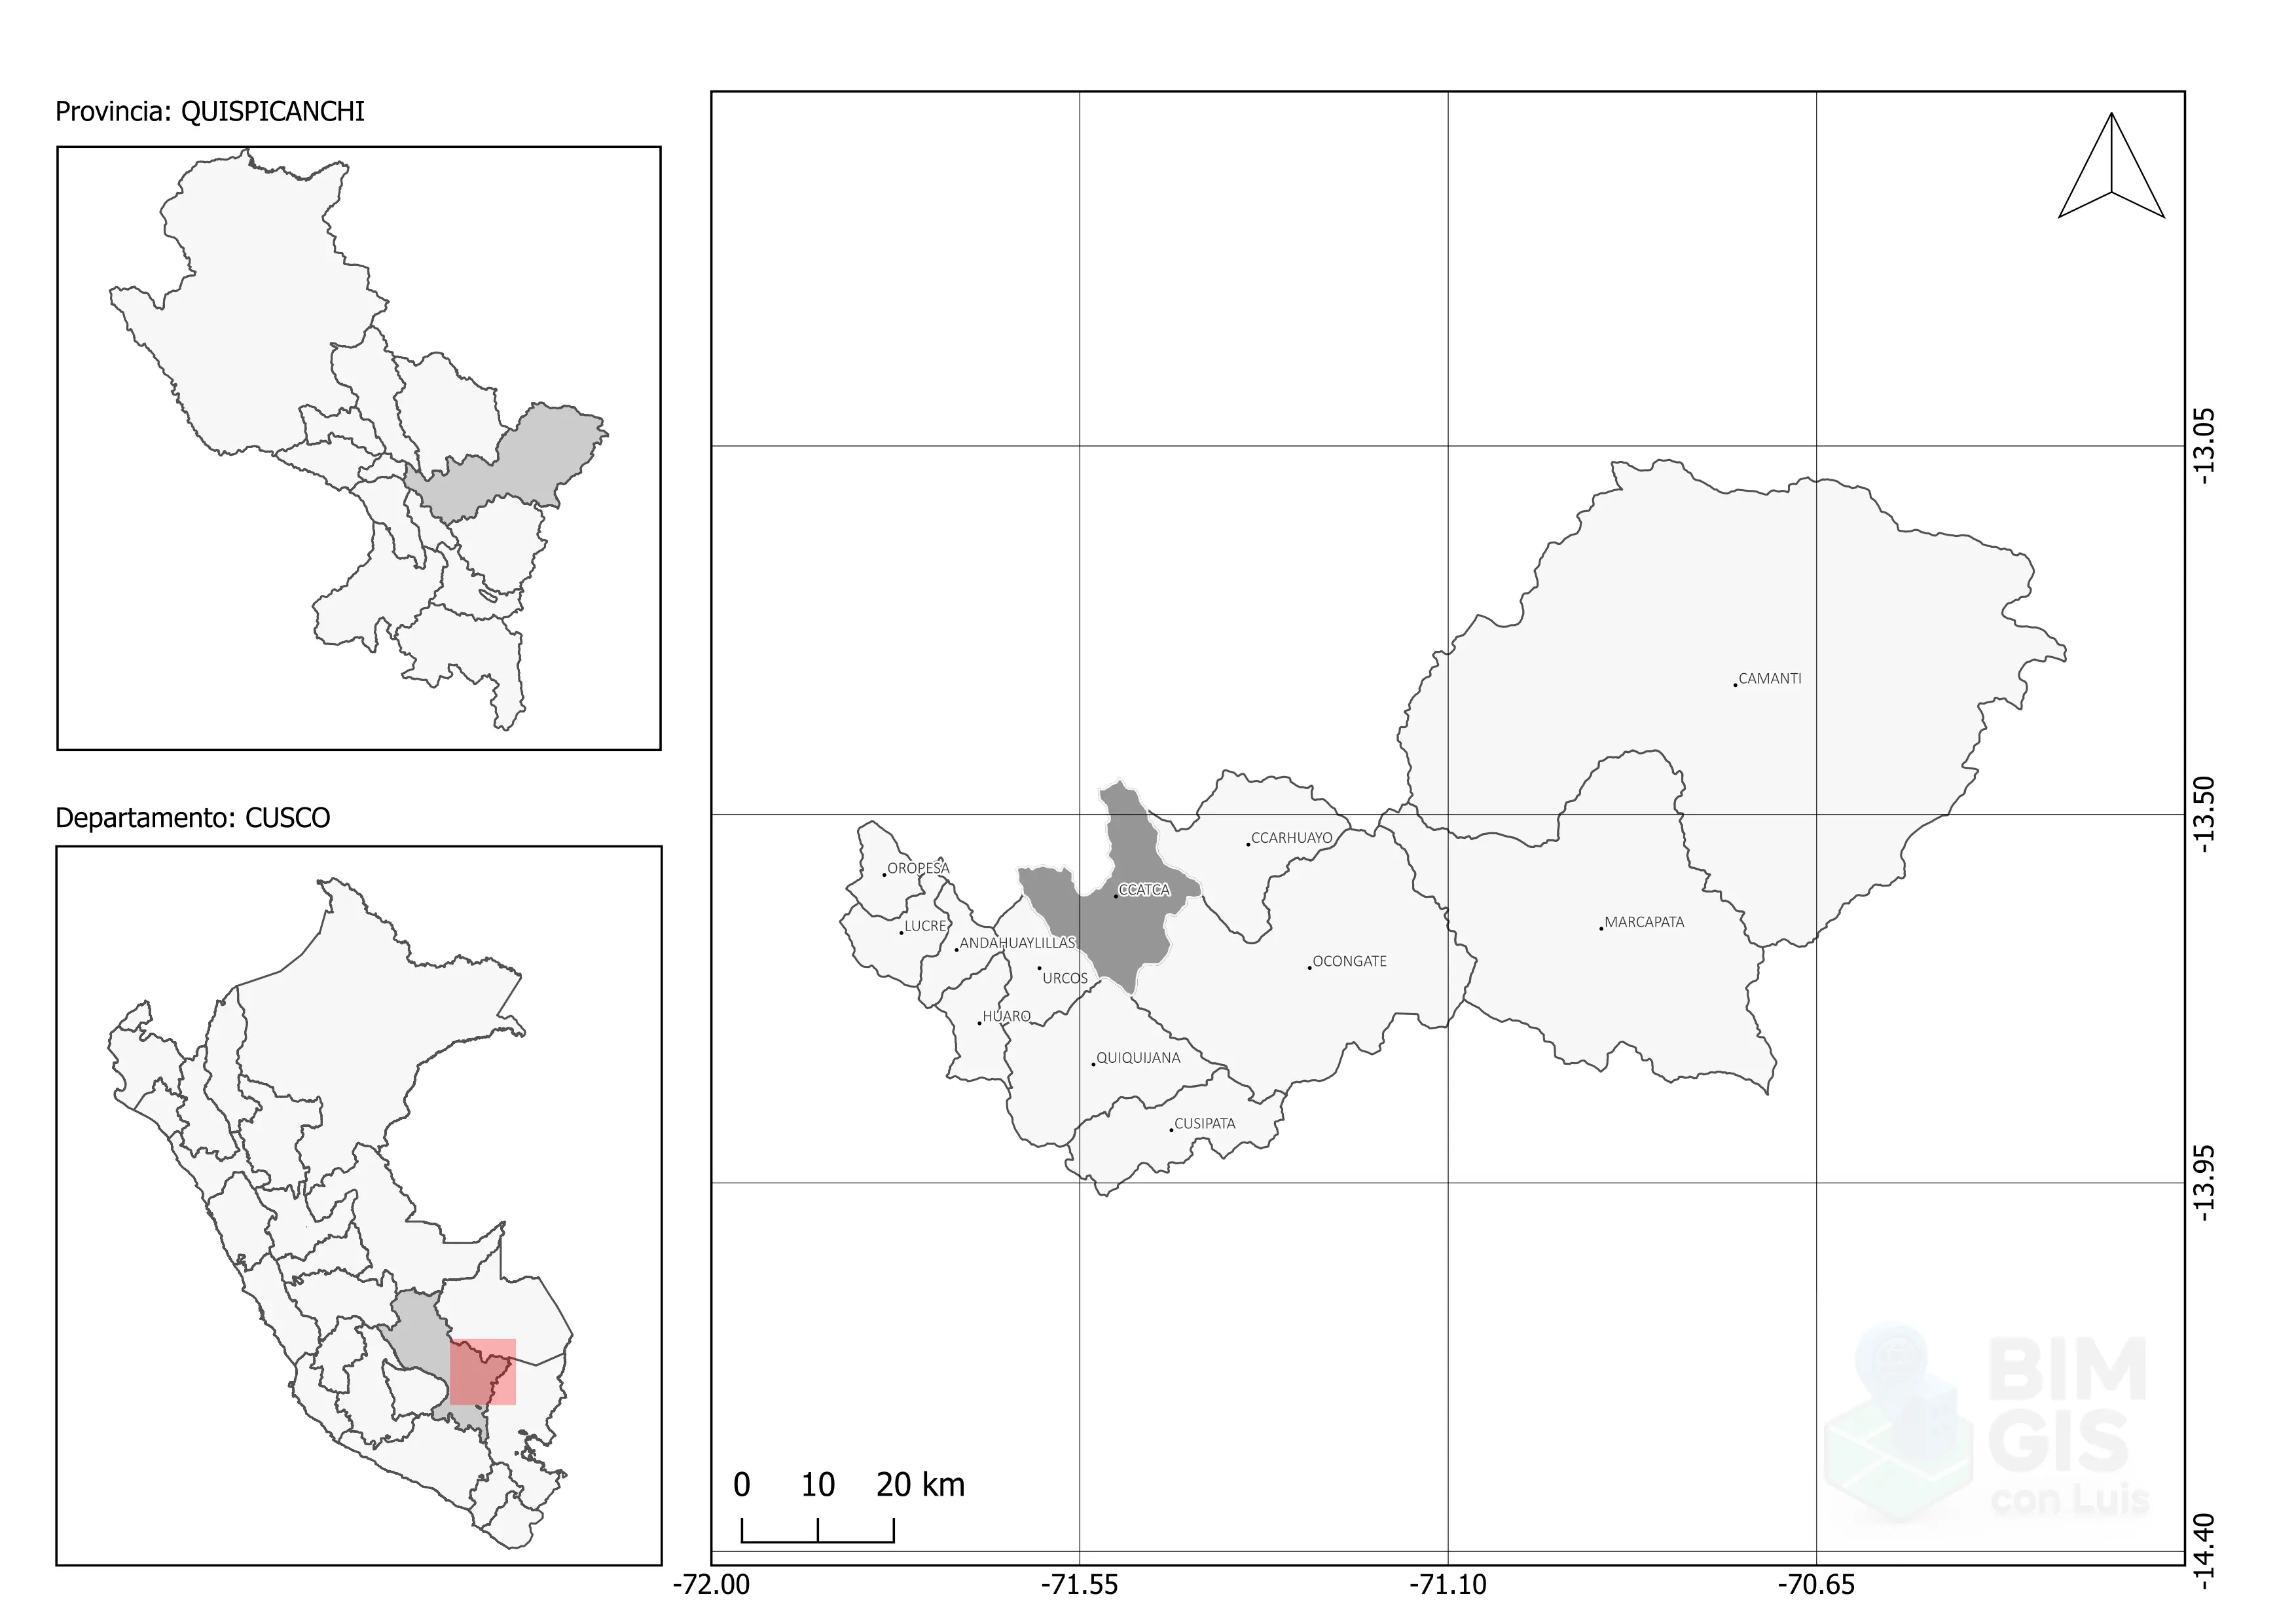 Provincia: QUISPICANCHI
Departamento: CUSCO
CAMANTI
CCARHUAYO
OROPESA
CCATCA
LUCRE
MARCAPATA
ANDAHUAYLILLAS
OCONGATE
URCOS
HUARO
QUIQUIJANA
CUSIPATA
-13.05
-13.50
-13.95
-14.40
BIM
GIS
con Luis
0 10 20 km
-72.00 -71.55 -71.10 -70.65